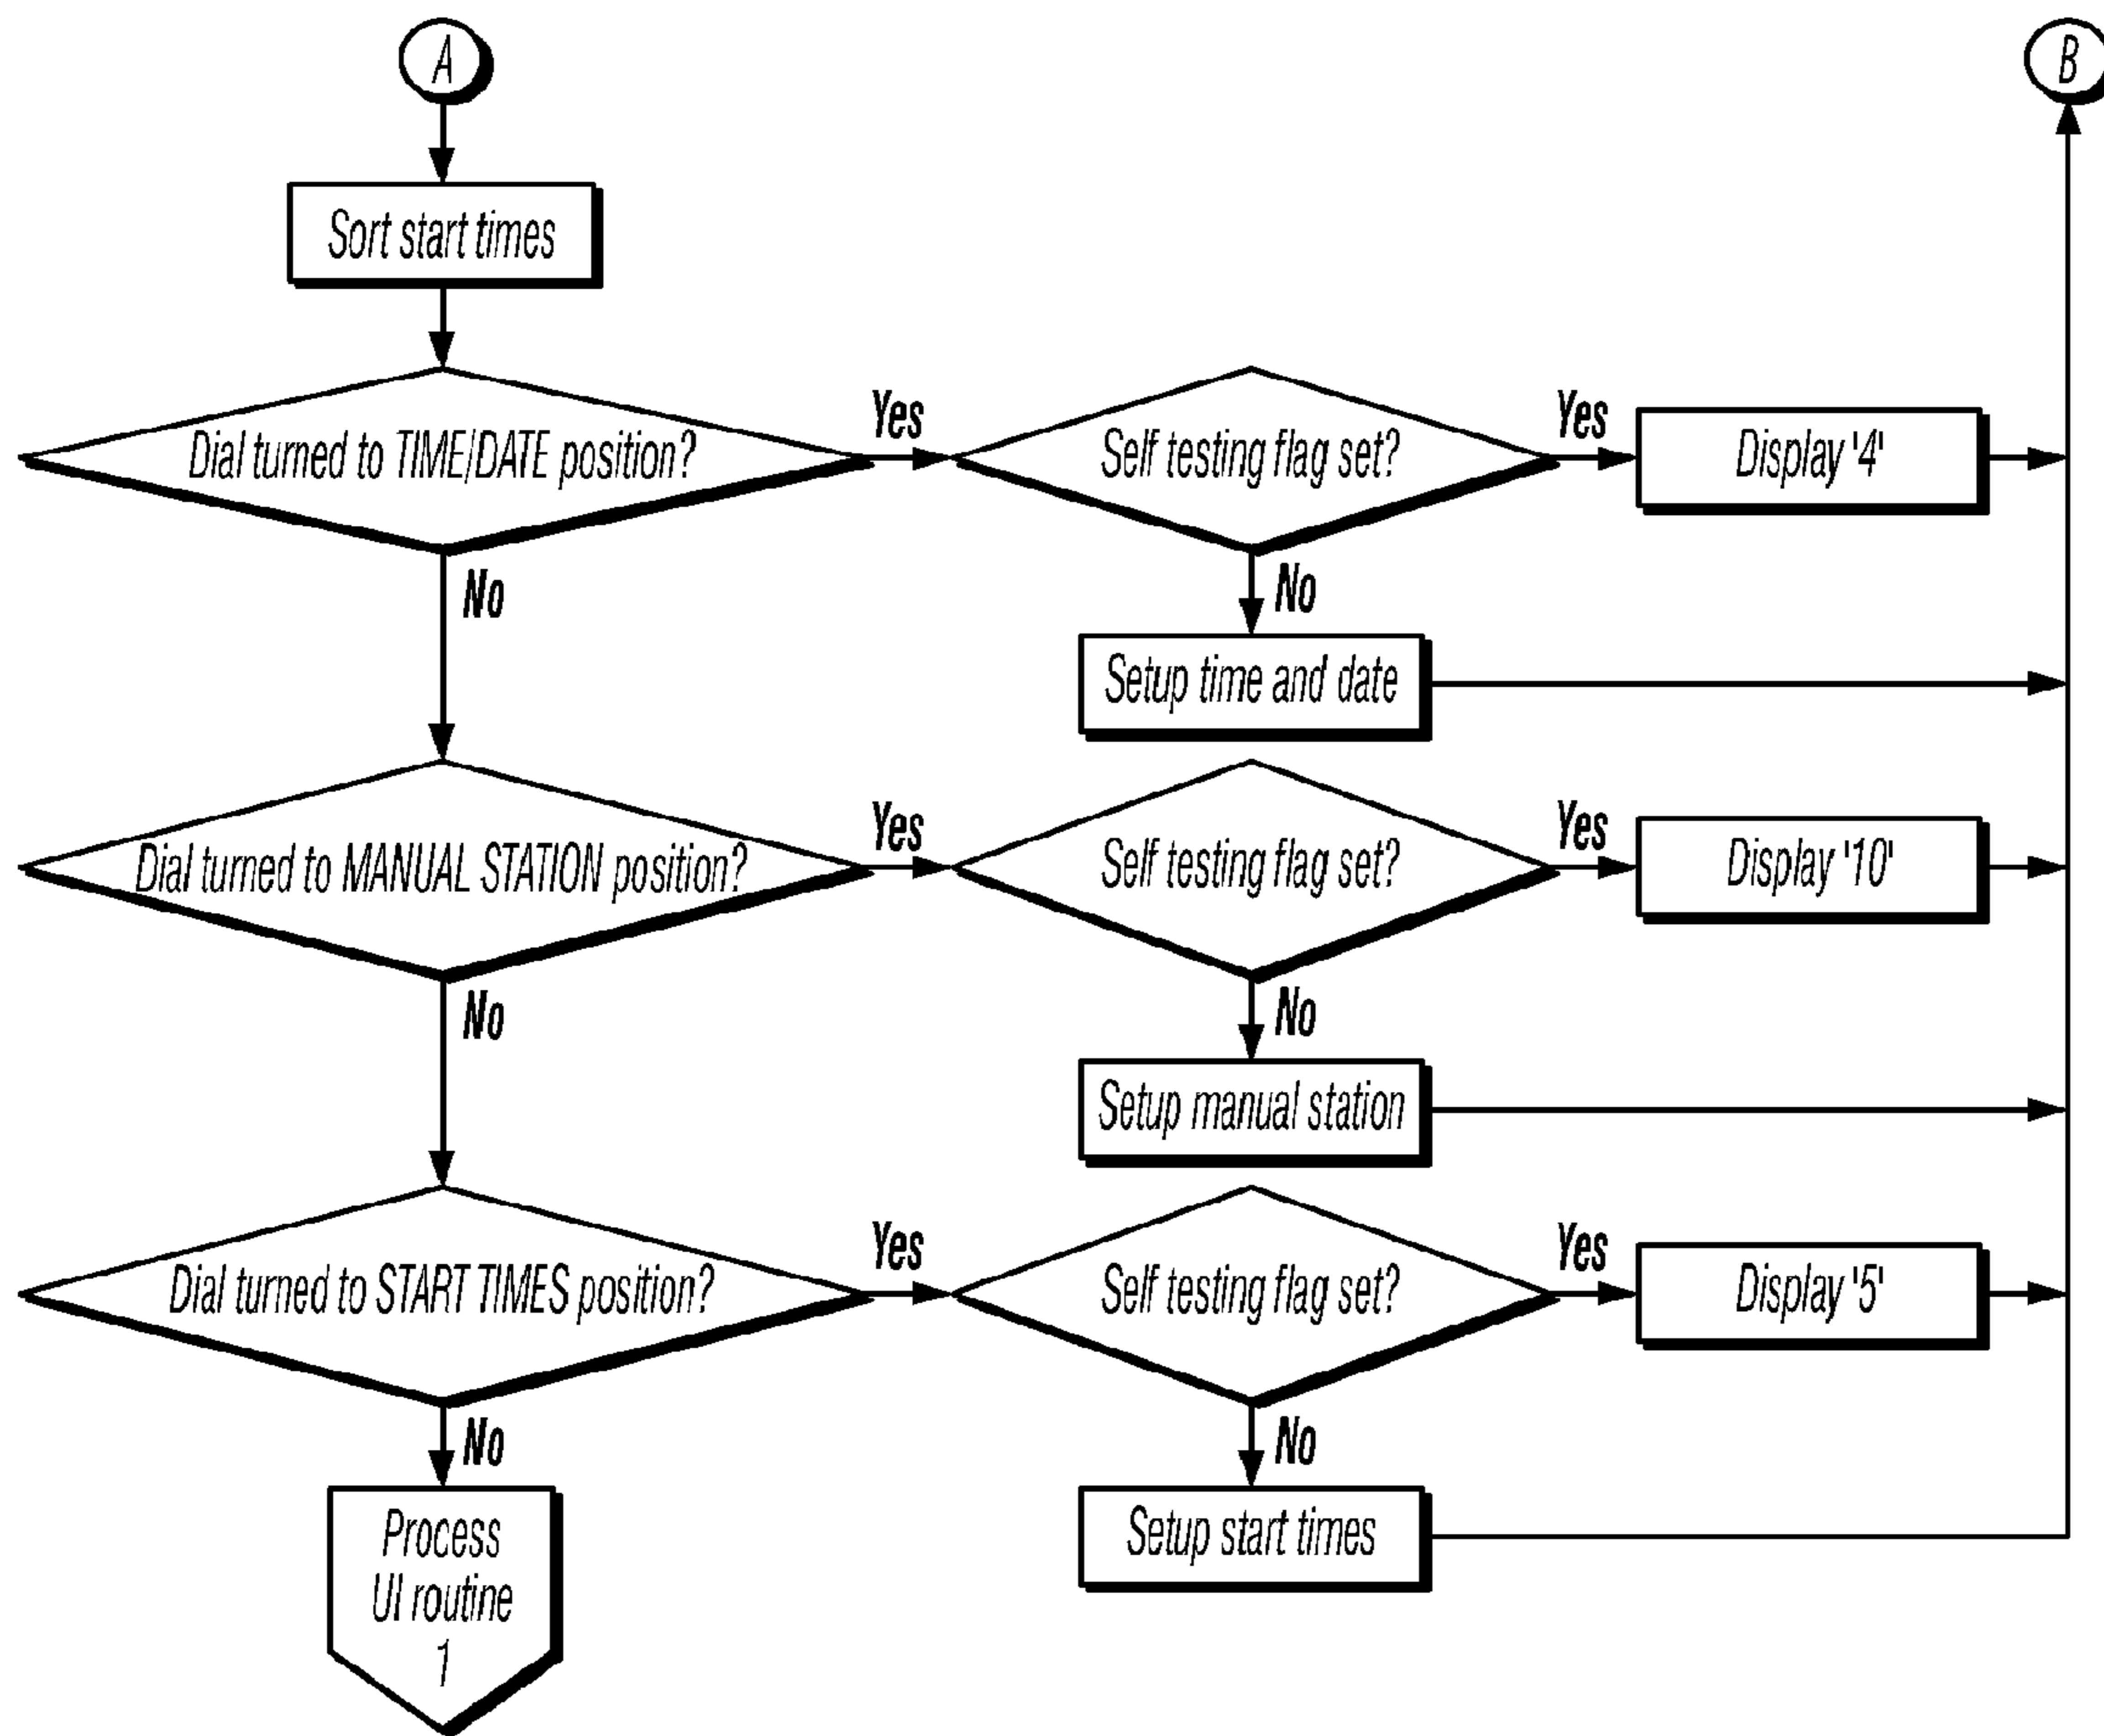 A
B
Sort start times
Dial turned to TIME/DATE position?
Yes
Self testing flag set?
Yes
Display '4'
No
No
Setup time and date
Dial turned to MANUAL STATION position?
Yes
Self testing flag set?
Yes
Display '10'
No
No
Setup manual station
Dial turned to START TIMES position?
Yes
Self testing flag set?
Yes
Display '5'
No
No
Setup start times
Process
UI routine
1